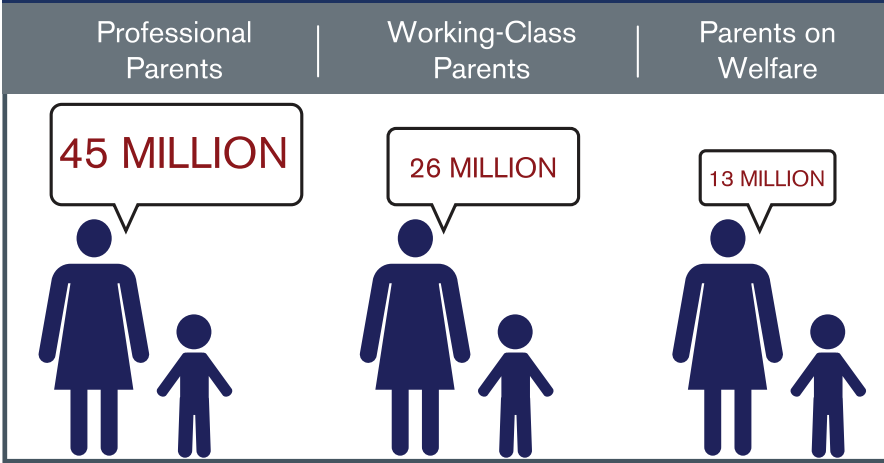 Professional
Parents
Working-Class
Parents
Parents on
Welfare
45 MILLION
26 MILLION
13 MILLION